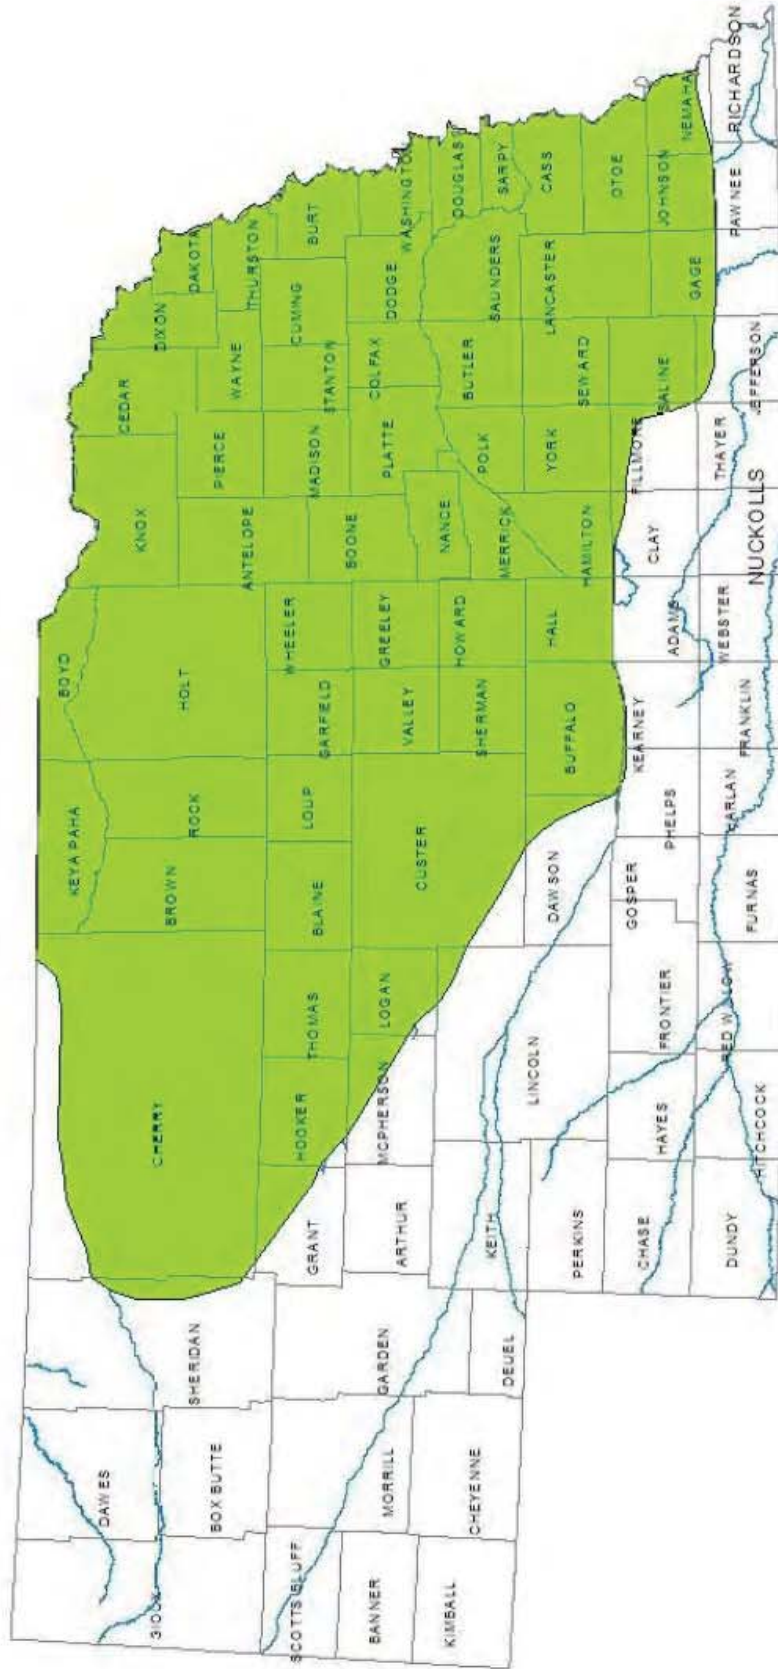 SIOUX
DAWES
SHERIDAN
BOX BUTTE
CHERRY
KEYA PAHA
BOYD
BROWN
ROCK
HOLT
KNOX
CEDAR
DIXON
DAKOTA
PIERCE
WAYNE
THURSTON
ANTELOPE
SCOTTS BLUFF
BANNER
KIMBALL
MORRILL
CHEYENNE
GARDEN
DEUEL
GRANT
HOOKER
THOMAS
BLAINE
LOUP
GARFIELD
WHEELER
MADISON
STANTON
CUMING
BURT
ARTHUR
MCPHERSON
LOGAN
CUSTER
VALLEY
GREELEY
BOONE
PLATTE
COLFAX
DODGE
WASHINGTON
NANCE
KEITH
LINCOLN
SHERMAN
HOWARD
MERRICK
POLK
BUTLER
SAUNDERS
DOUGLAS
SARPY
PERKINS
DAWSON
BUFFALO
HALL
HAMILTON
YORK
SEWARD
LANCASTER
CASS
OTOE
CHASE
HAYES
FRONTIER
GOSPER
PHELPS
KEARNEY
ADAMS
CLAY
FILLMORE
SALINE
GAGE
JOHNSON
NEMAHA
DUNDY
HITCHCOCK
RED WILLOW
FURNAS
HARLAN
FRANKLIN
WEBSTER
NUCKOLLS
THAYER
JEFFERSON
PAWNEE
RICHARDSON